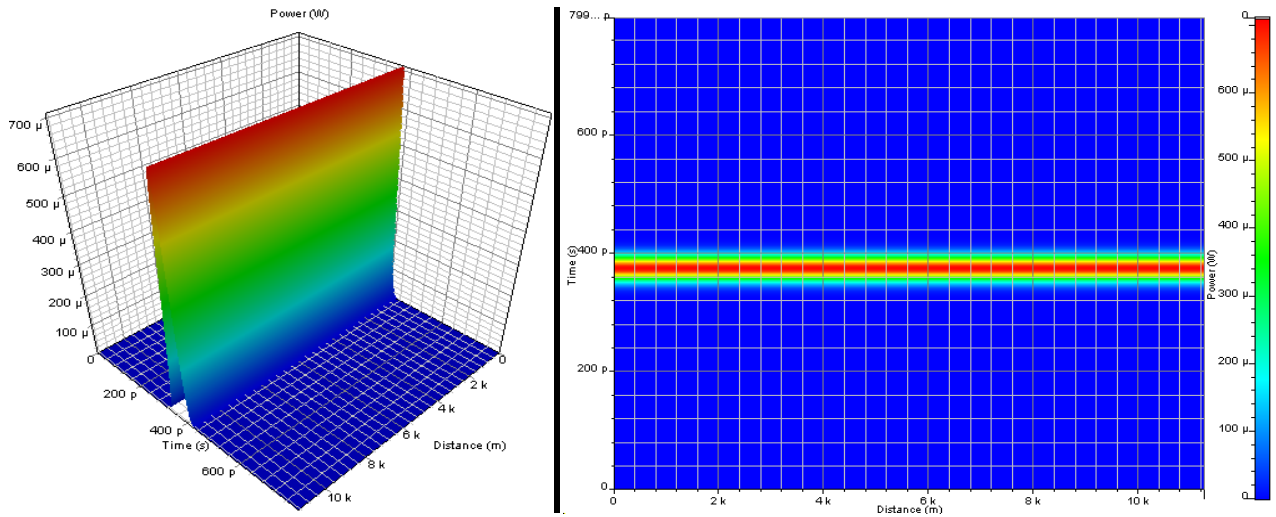 Power (W)
700 µ
600 µ
500 µ
400 µ
300 µ
200 µ
100 µ
0
200 p
400 p
Time (s)
600 p
0
2 k
4 k
6 k
Distance (m)
8 k
10 k
799... p
600 p
400 p
Time (s)
200 p
0
0
2 k
4 k
6 k
8 k
10 k
Distance (m)
0
600 µ
500 µ
400 µ
Power (W)
300 µ
200 µ
100 µ
0